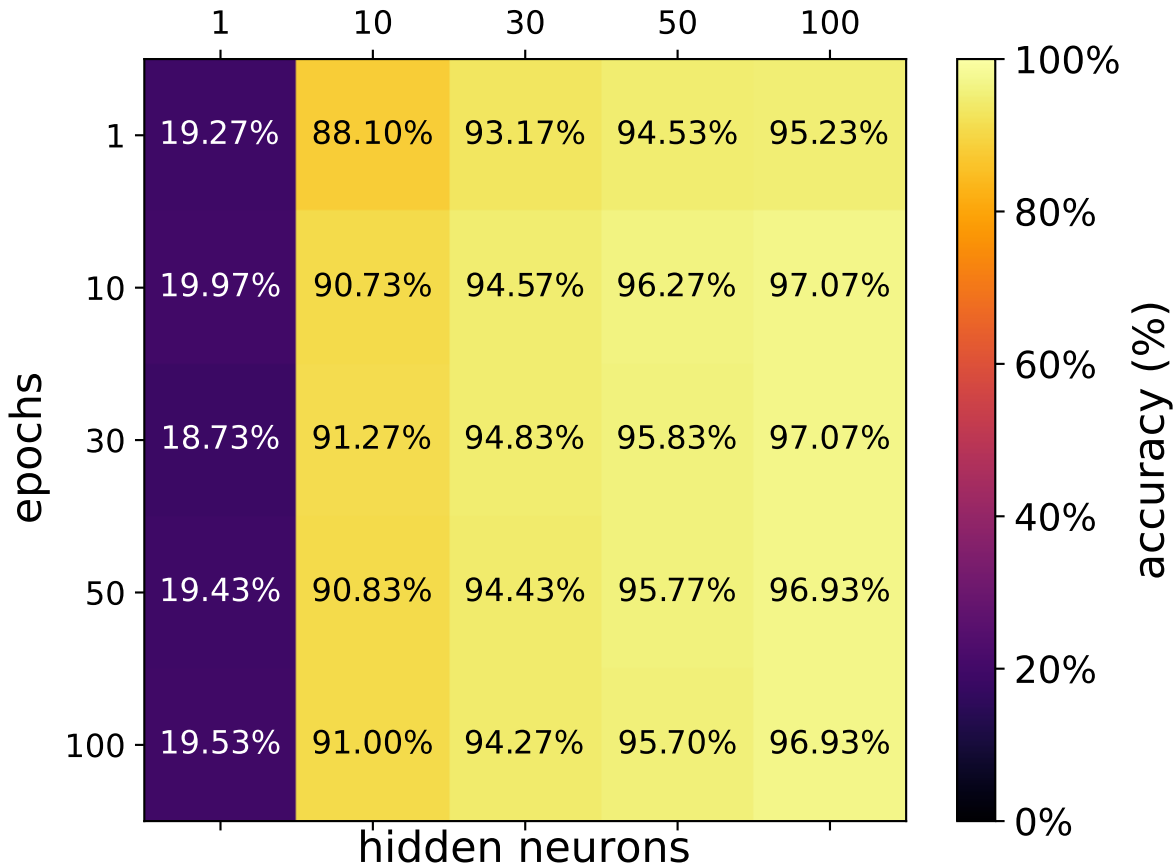 1 10 30 50 100
1 19.27% 88.10% 93.17% 94.53% 95.23%
10 19.97% 90.73% 94.57% 96.27% 97.07%
30 18.73% 91.27% 94.83% 95.83% 97.07%
50 19.43% 90.83% 94.43% 95.77% 96.93%
100 19.53% 91.00% 94.27% 95.70% 96.93%
epochs
hidden neurons
100%
80%
60%
40%
20%
0%
accuracy (%)